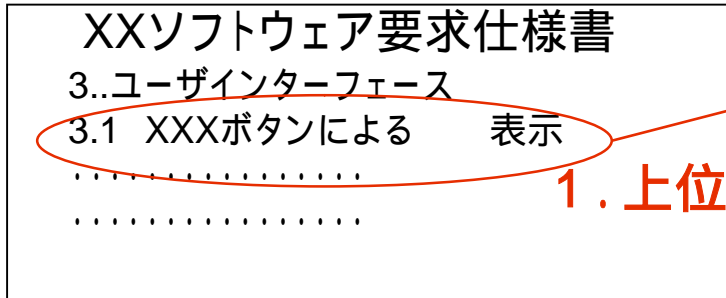 XXソフトウェア要求仕様書
3..ユーザインターフェース
3.1 XXXボタンによる 表示
................
1.上位
................